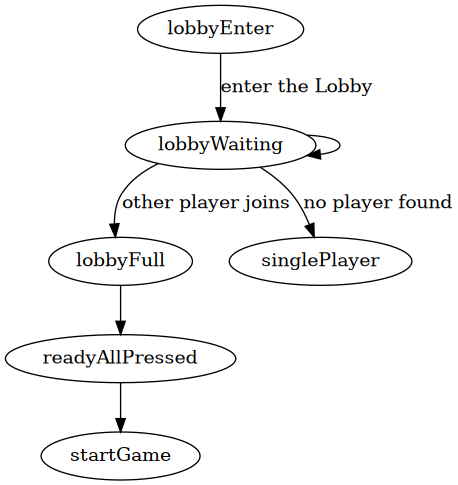 lobbyEnter
enter the Lobby
lobbyWaiting
other player joins
no player found
lobbyFull
singlePlayer
readyAllPressed
startGame